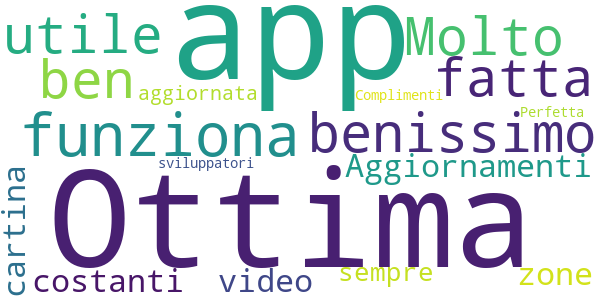 utile
app
Molto
ben
fatta
aggiornata
Complimenti
Perfetta
funziona
benissimo
sviluppatori
Aggiornamenti
cartina
Ottima
costanti
video
sempre
zone